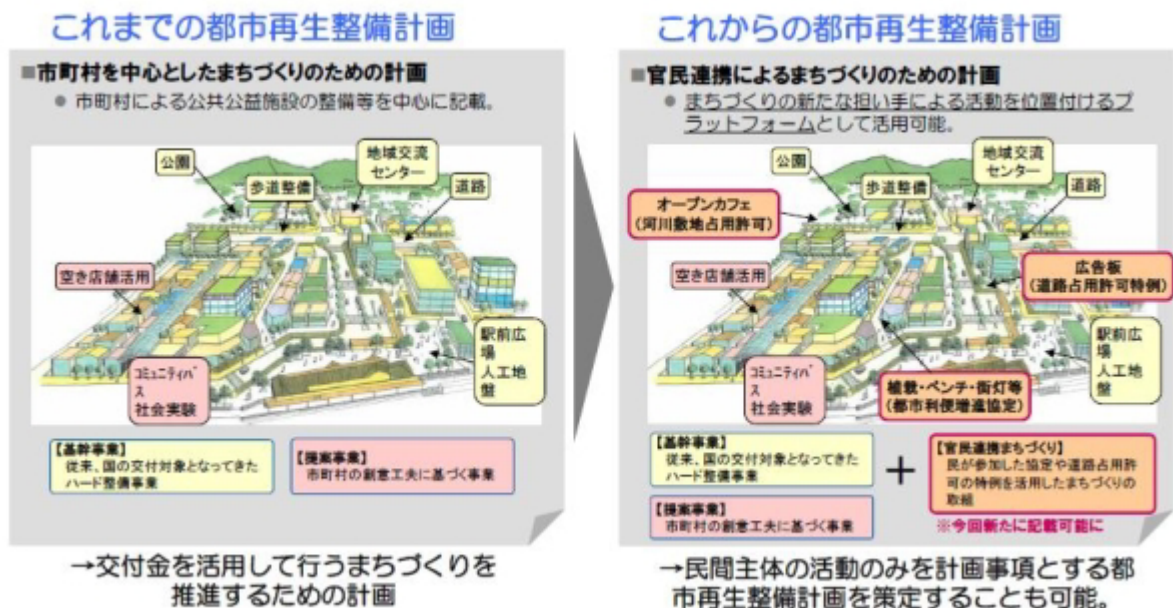 これまでの都市再生整備計画
■市町村を中心としたまちづくりのための計画
● 市町村による公共公益施設の整備等を中心に記載。
公園
地域交流
センター
歩道整備
道路
空き店舗活用
駅前広
場
人工地
盤
コミュニティバ
ス
社会実験
【基幹事業】
従来、国の交付対象となってきた
ハード整備事業
【提案事業】
市町村の創意工夫に基づく事業
→交付金を活用して行うまちづくりを
推進するための計画
これからの都市再生整備計画
■官民連携によるまちづくりのための計画
● まちづくりの新たな担い手による活動を位置付けるプ
ラットフォームとして活用可能。
公園
地域交流
センター
歩道整備
道路
オープンカフェ
(河川敷地占用許可)
空き店舗活用
広告板
(道路占用許可特例)
駅前広
場
人工地
盤
コミュニティバ
ス
社会実験
植栽・ベンチ・街灯等
(都市利便増進協定)
【基幹事業】
従来、国の交付対象となってきた
ハード整備事業
【提案事業】
市町村の創意工夫に基づく事業
+
【官民連携まちづくり】
民が参加した協定や道路占用許
可の特例を活用したまちづくりの
取組
※今回新たに記載可能に
→民間主体の活動のみを計画事項とする都
市再生整備計画を策定することも可能。